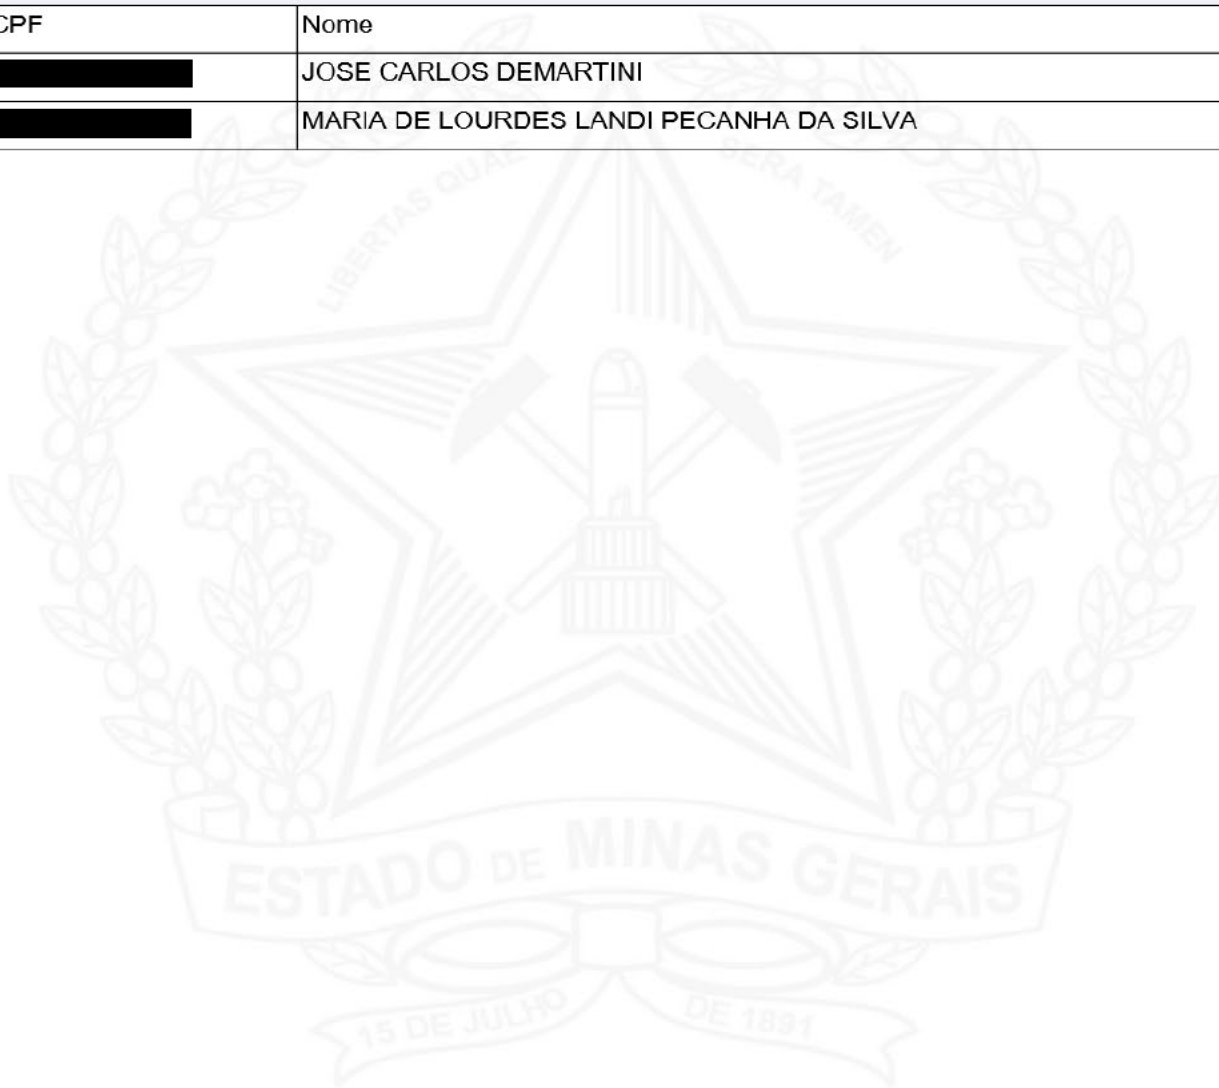 CPF Nome
JOSE CARLOS DEMARTINI
MARIA DE LOURDES LANDI PECANHA DA SILVA
LIBERTAS QUAE SERA TAMEN
ESTADO DE MINAS GERAIS
15 DE JULHO DE 1891